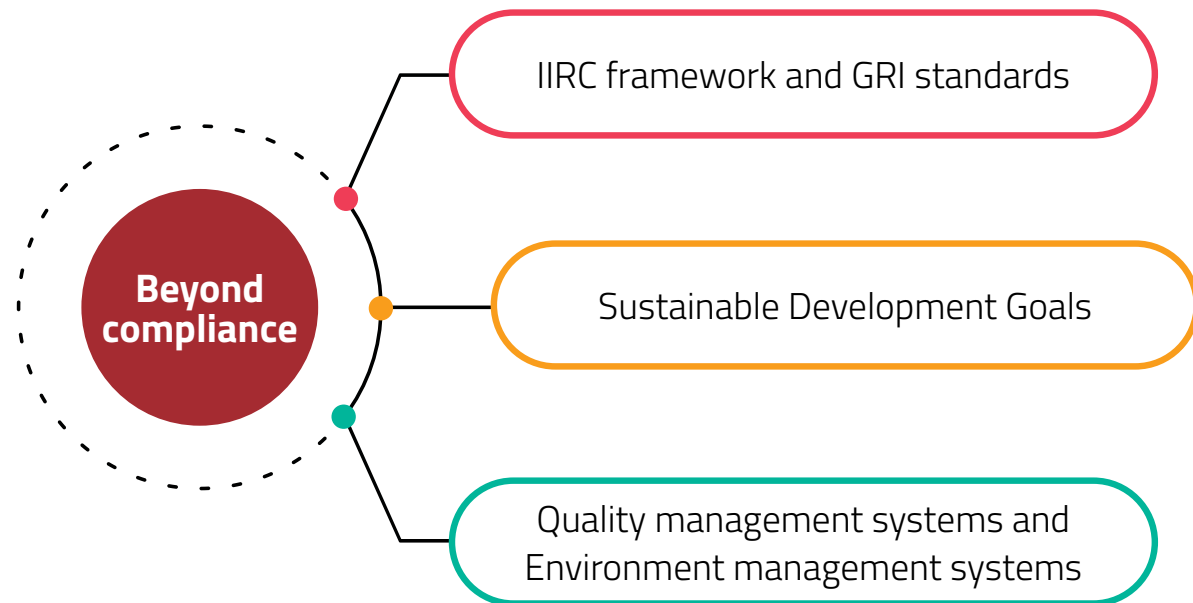 IIRC framework and GRI standards
Beyond
compliance
Sustainable Development Goals
Quality management systems and
Environment management systems